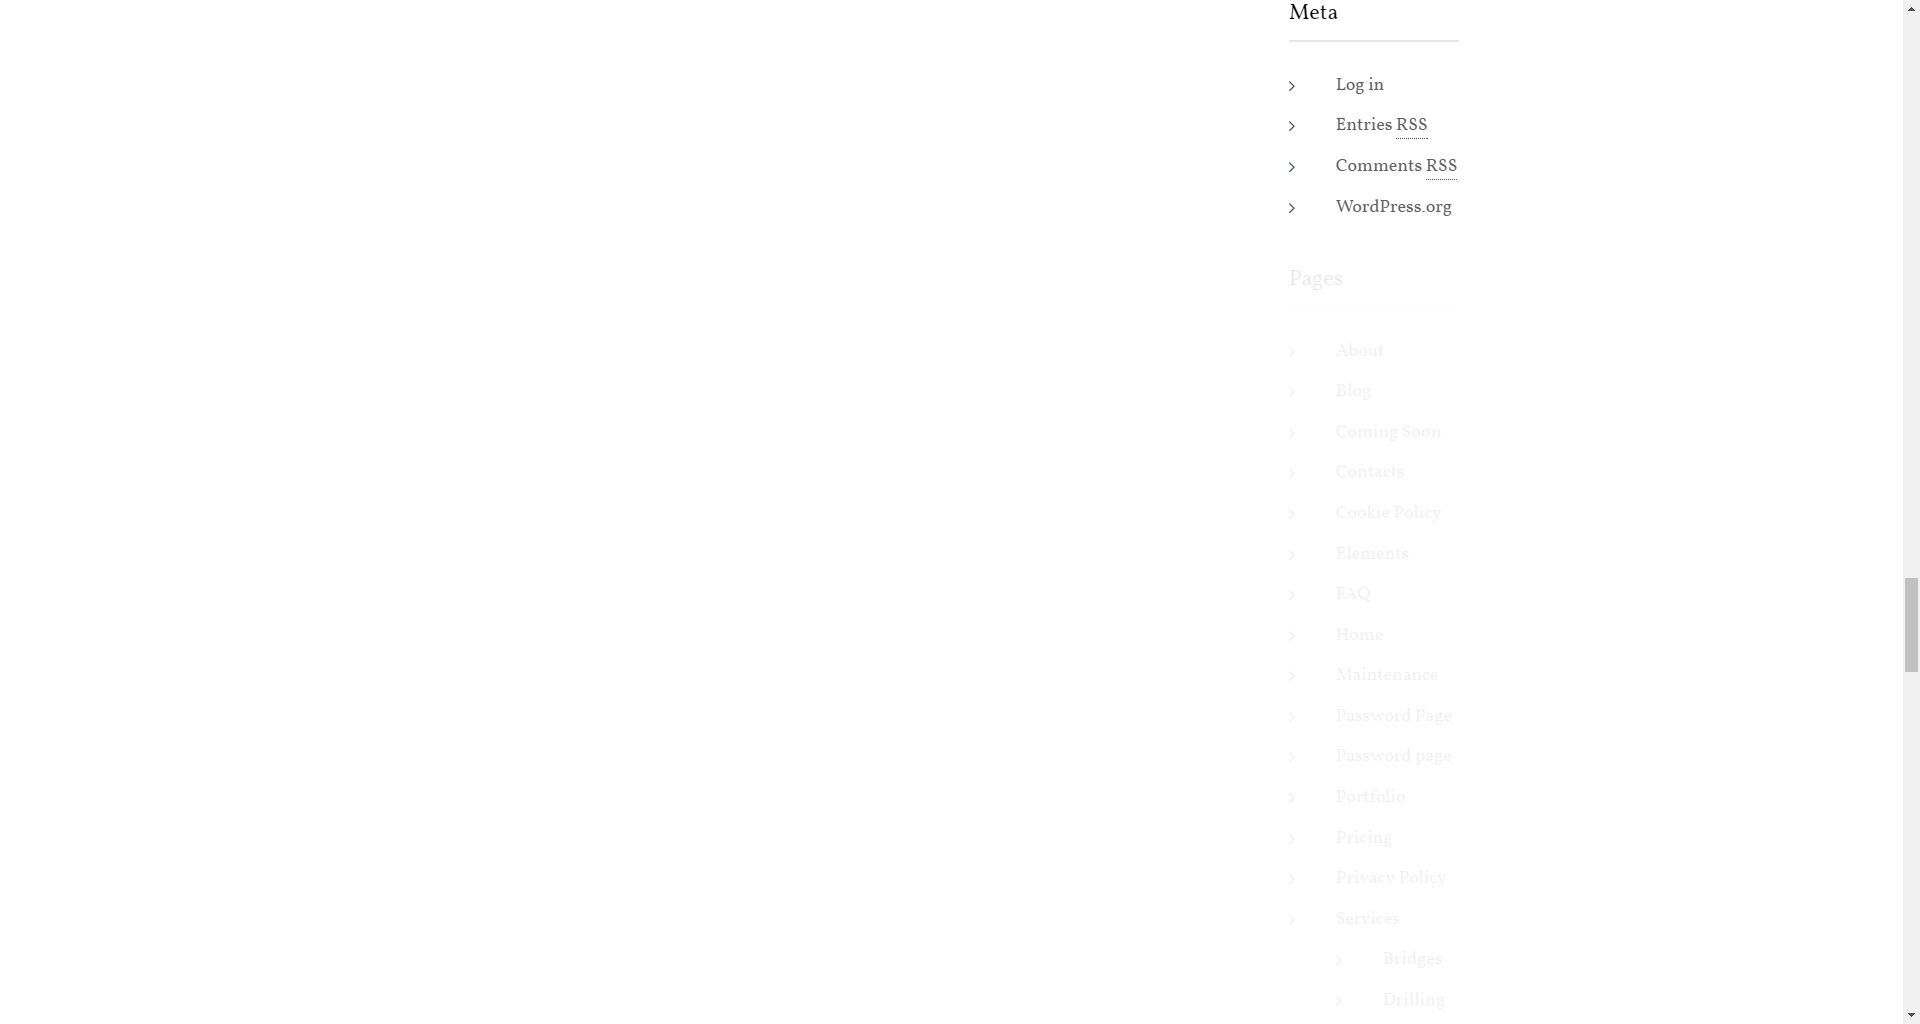 Meta
Log in
Entries RSS
Comments RSS
WordPress.org
Pages
About
Blog
Coming Soon
Contacts
Cookie Policy
Elements
FAQ
Home
Maintenance
Password Page
Password page
Portfolio
Pricing
Privacy Policy
Services
Bridges
Drilling